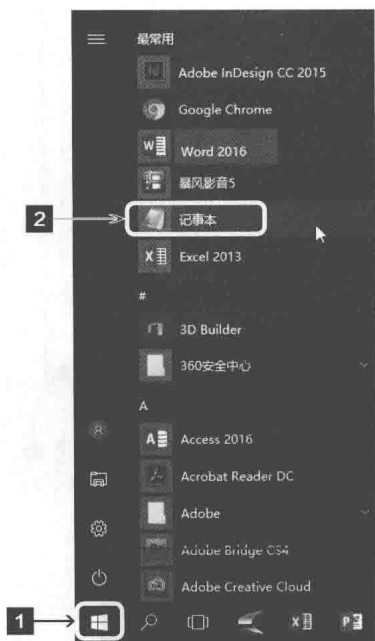 最常用
Adobe InDesign CC 2015
Google Chrome
Word 2016
暴风影音5
2
记事本
Excel 2013
#
3D Builder
360安全中心
A
Access 2016
Acrobat Reader DC
Adobe
Adobe Bridge CS4
Adobe Creative Cloud
1